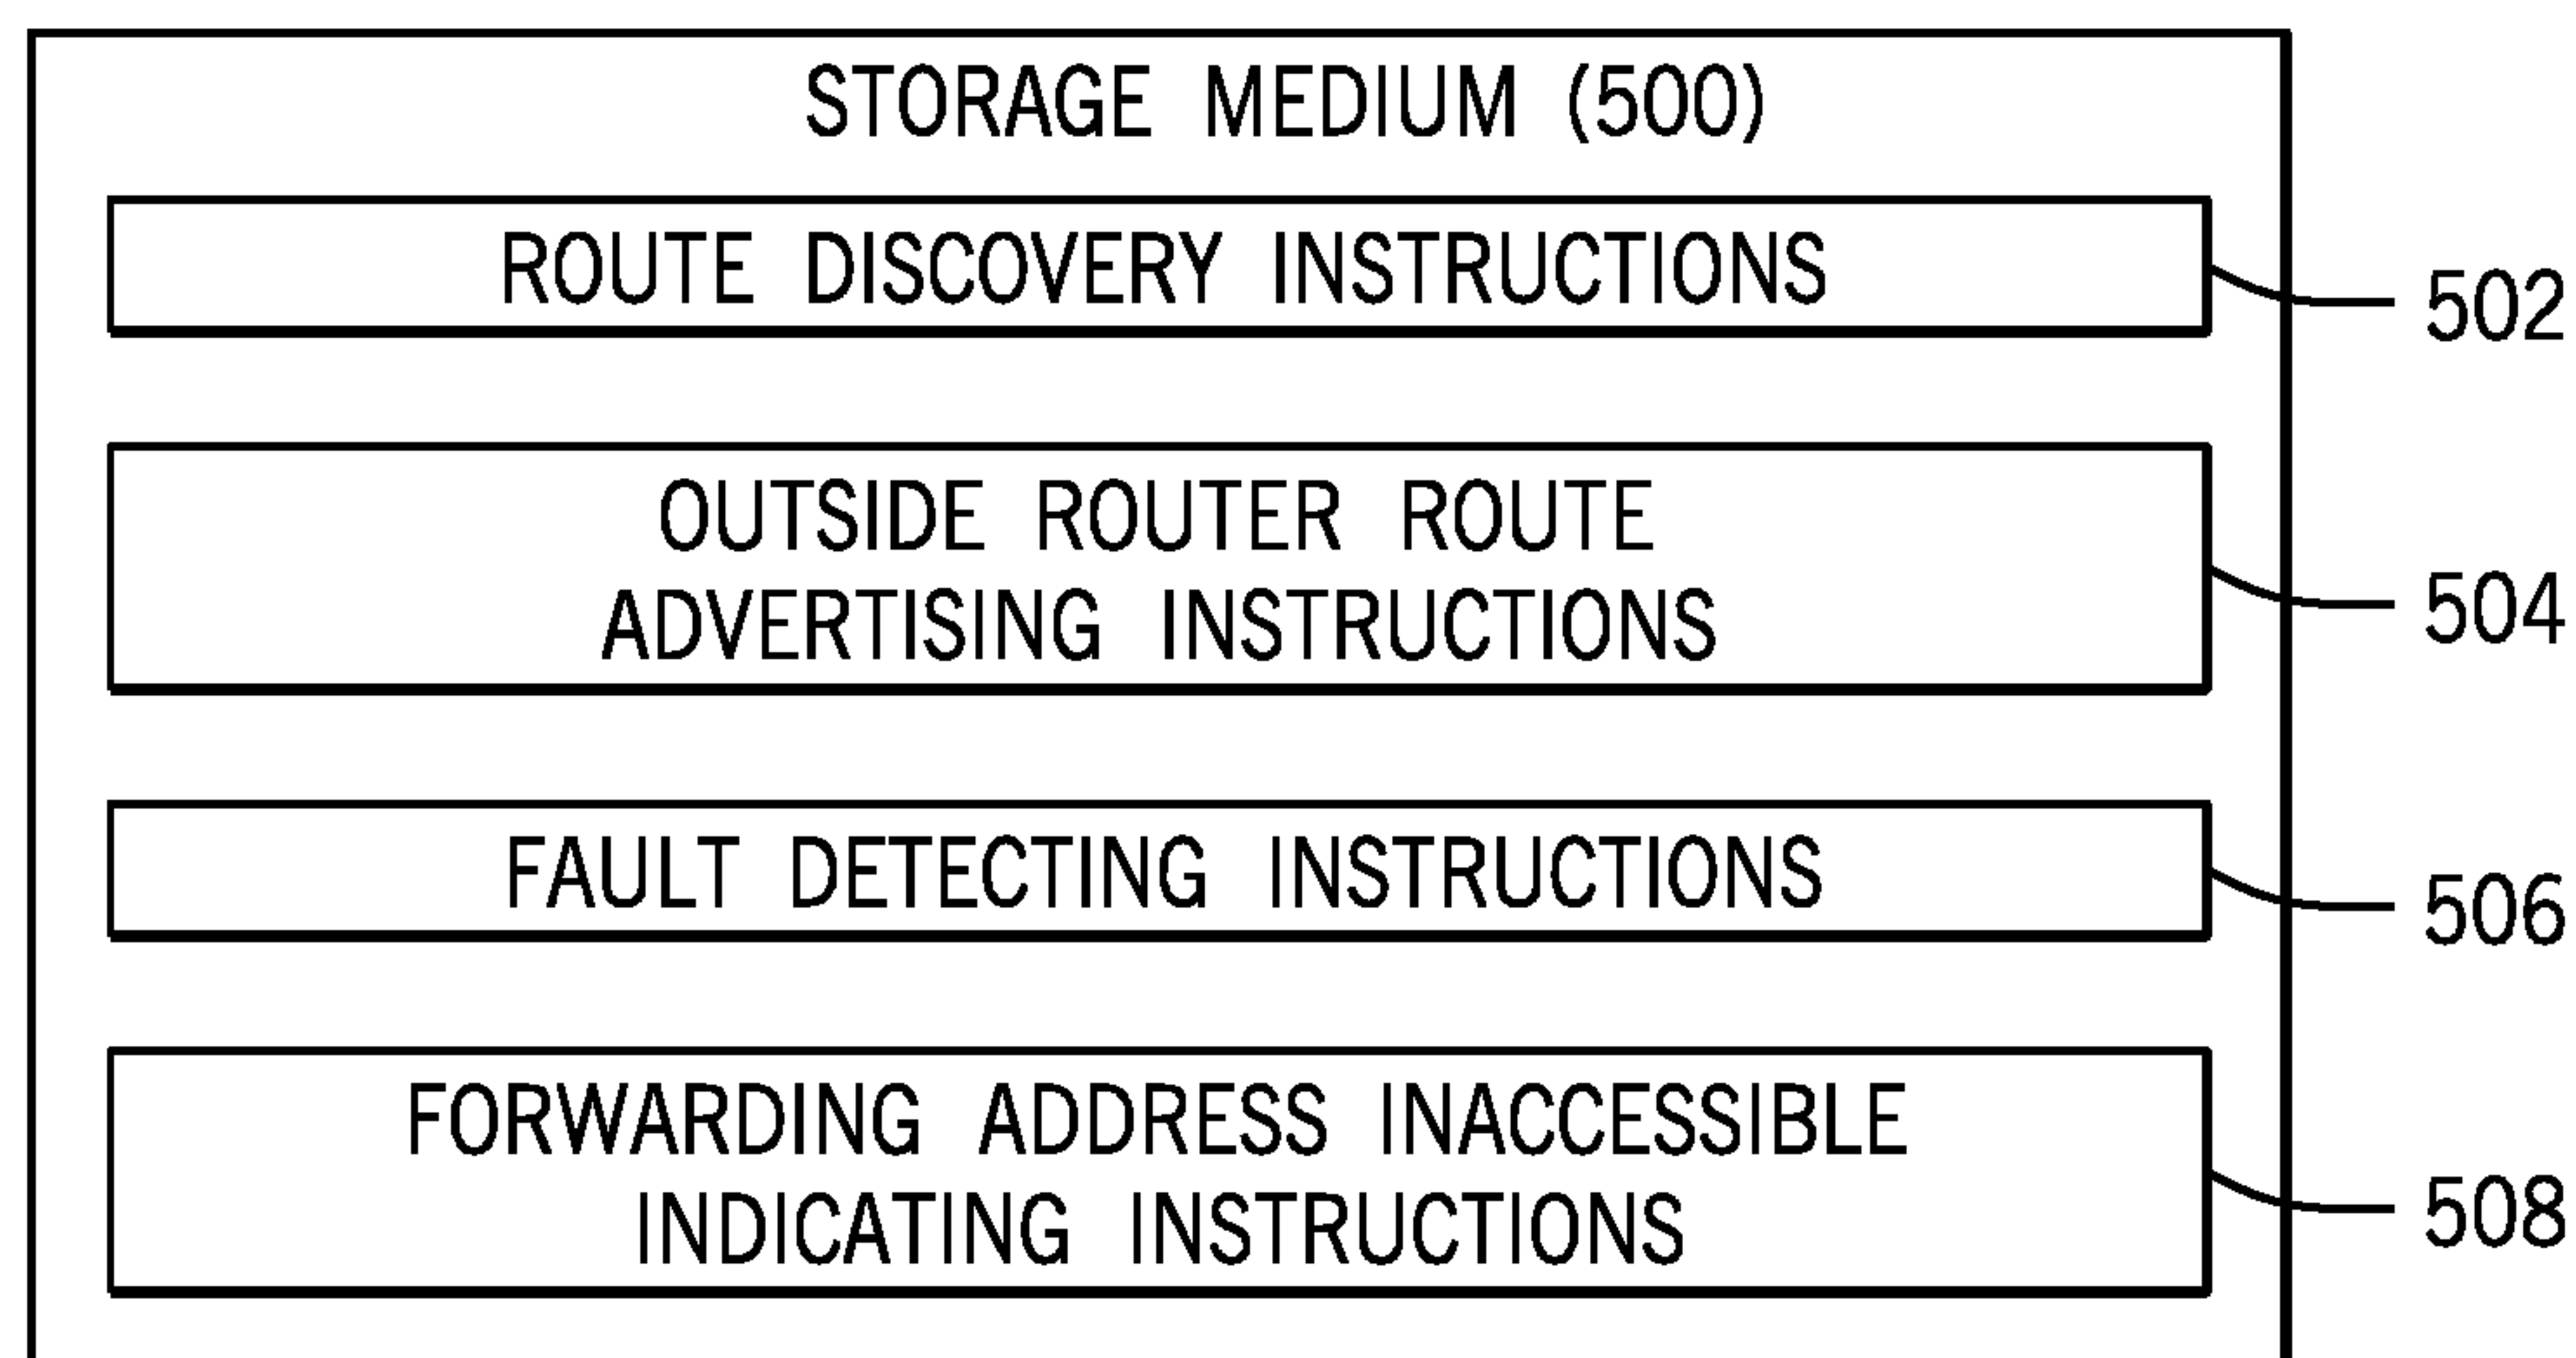 STORAGE MEDIUM (500)
ROUTE DISCOVERY INSTRUCTIONS
502
OUTSIDE ROUTER ROUTE
ADVERTISING INSTRUCTIONS
504
FAULT DETECTING INSTRUCTIONS
506
FORWARDING ADDRESS INACCESSIBLE
INDICATING INSTRUCTIONS
508